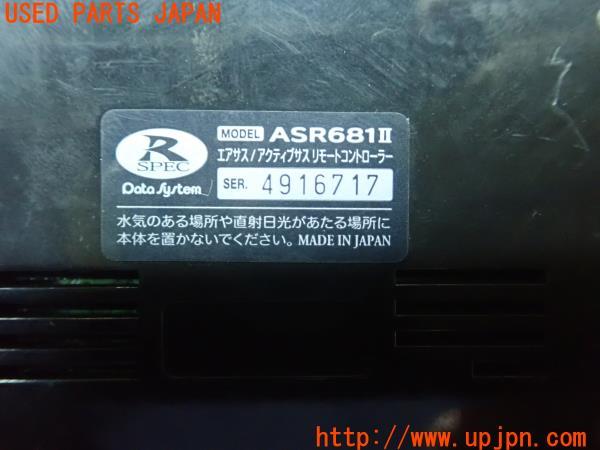 USED PARTS JAPAN
R
SPEC
Data System
MODEL ASR681Ⅱ
エアサス/アクティブサス リモートコントローラー
SER. 4916717
水気のある場所や直射日光があたる場所に
本体を置かないでください。 MADE IN JAPAN
USED PARTS JAPAN
http://www.upjpn.com